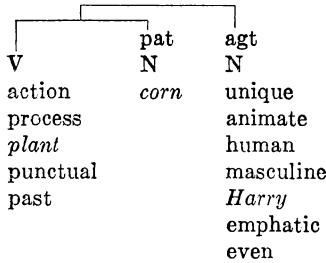 pat agt
V N N
action corn unique
process animate
plant human
punctual masculine
past Harry
emphatic
even